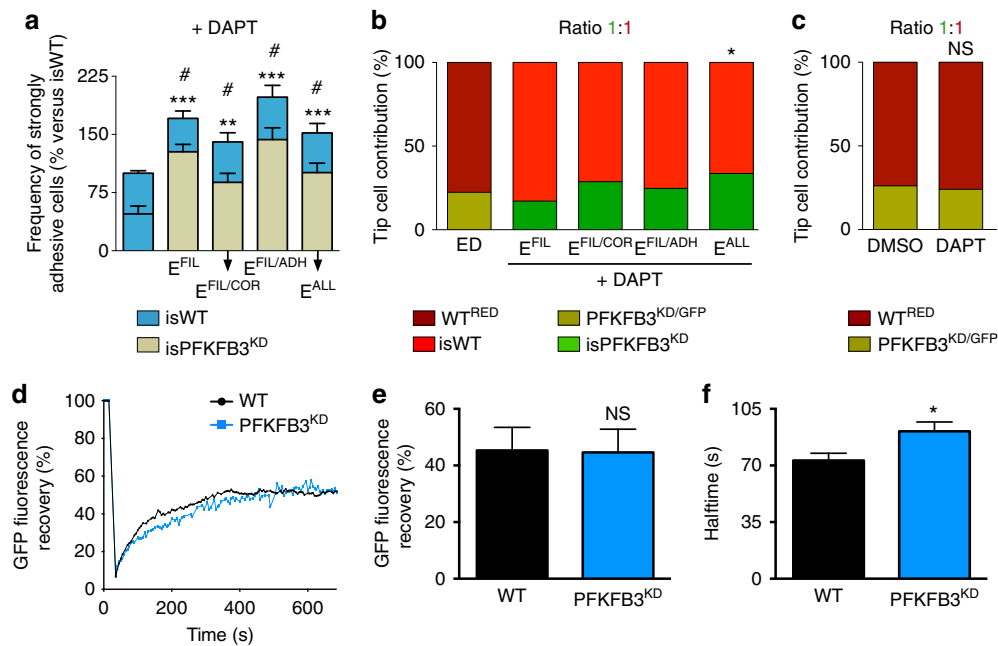 a
+ DAPT
Frequency of strongly
adhesive cells (% versus isWT)
225
150
75
0
#
***
#
**
#
***
#
***
E^FIL
E^FIL/COR
E^FIL/ADH
E^ALL
isWT
isPFKFB3^KD
b
Ratio 1:1
Tip cell contribution (%)
100
50
0
*
ED
E^FIL
E^FIL/COR
E^FIL/ADH
E^ALL
+ DAPT
WT^RED
PFKFB3^KD/GFP
isWT
isPFKFB3^KD
c
Ratio 1:1
Tip cell contribution (%)
100
50
0
NS
DMSO
DAPT
WT^RED
PFKFB3^KD/GFP
d
GFP fluorescence
recovery (%)
100
80
60
40
20
0
WT
PFKFB3^KD
0
200
400
600
Time (s)
e
GFP fluorescence
recovery (%)
60
40
20
0
NS
WT
PFKFB3^KD
f
Halftime (s)
105
70
35
0
*
WT
PFKFB3^KD